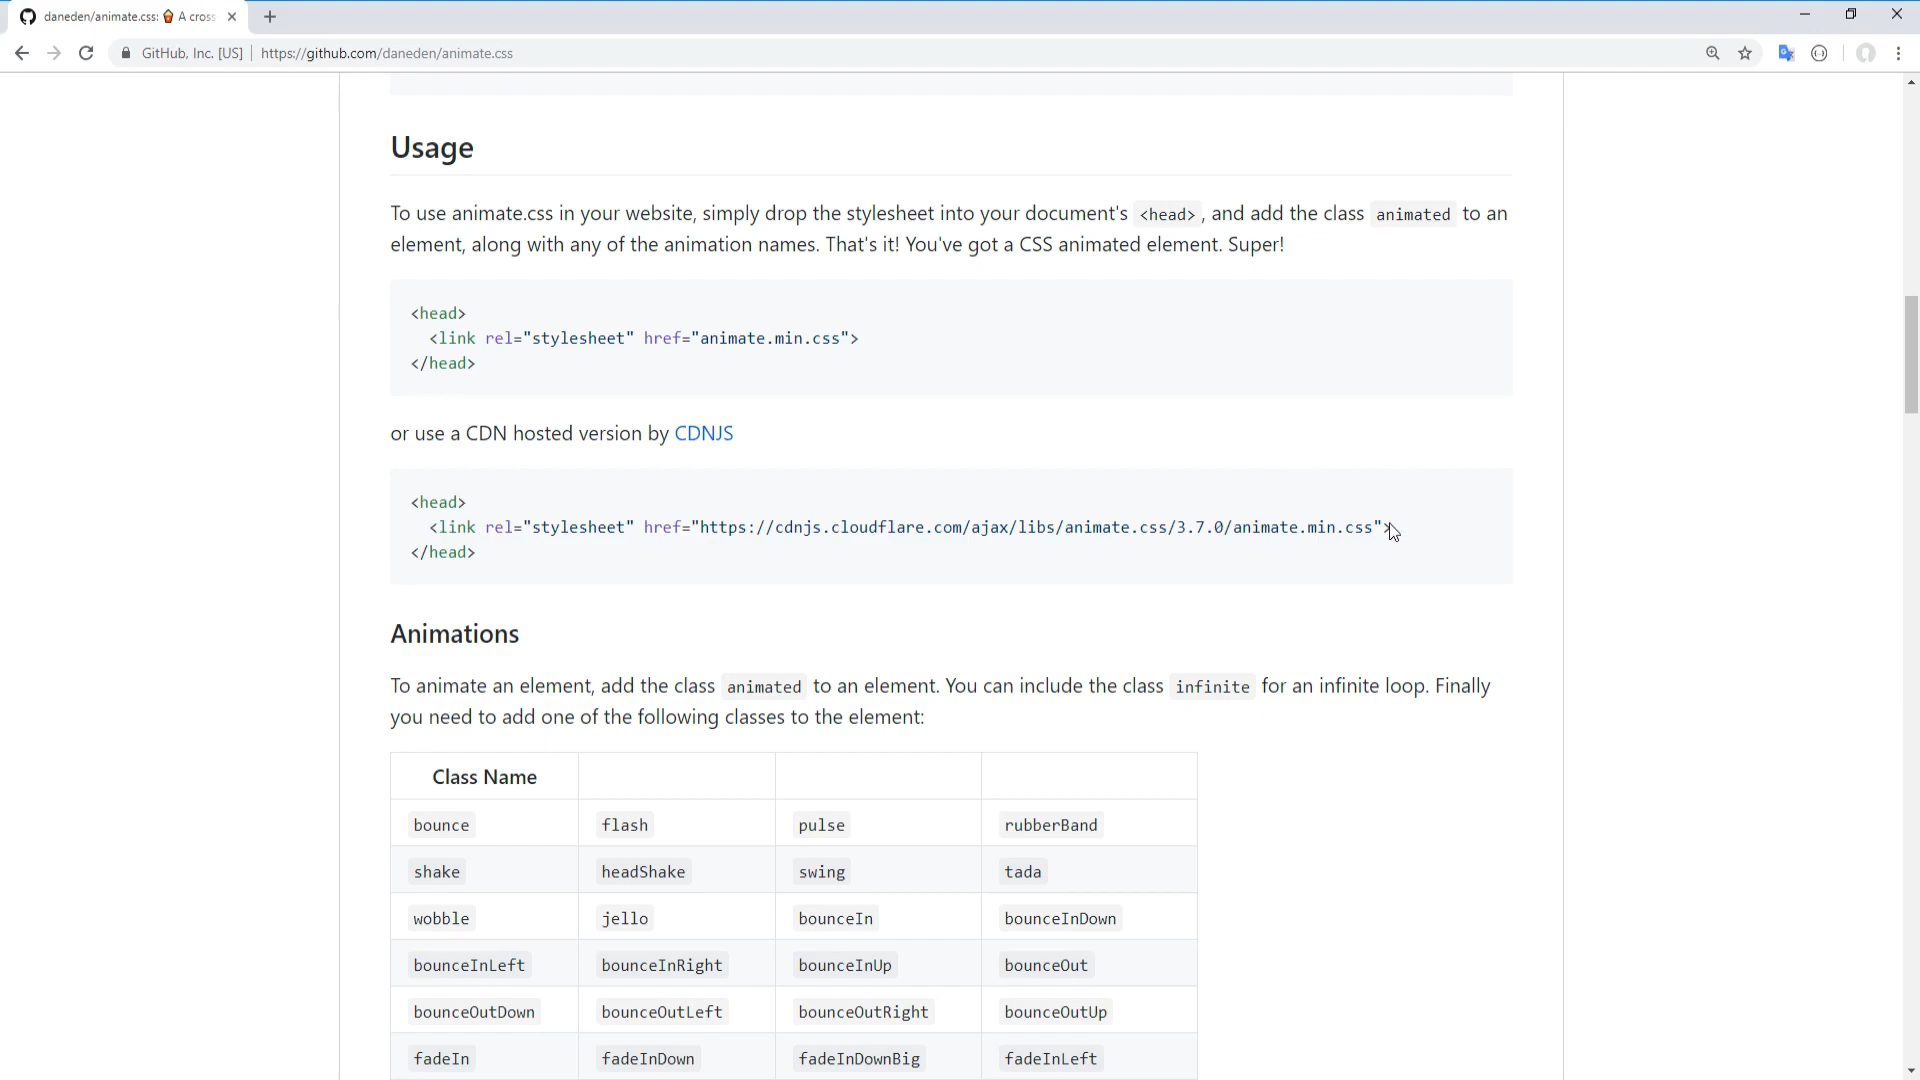 daneden/animate.css: 🍿 A cross
GitHub, Inc. [US] https://github.com/daneden/animate.css
Usage
To use animate.css in your website, simply drop the stylesheet into your document's <head>, and add the class animated to an
element, along with any of the animation names. That's it! You've got a CSS animated element. Super!
<head>
<link rel="stylesheet" href="animate.min.css">
</head>
or use a CDN hosted version by CDNJS
<head>
<link rel="stylesheet" href="https://cdnjs.cloudflare.com/ajax/libs/animate.css/3.7.0/animate.min.css">
</head>
Animations
To animate an element, add the class animated to an element. You can include the class infinite for an infinite loop. Finally
you need to add one of the following classes to the element:
Class Name
bounce flash pulse rubberBand
shake headShake swing tada
wobble jello bounceIn bounceInDown
bounceInLeft bounceInRight bounceInUp bounceOut
bounceOutDown bounceOutLeft bounceOutRight bounceOutUp
fadeIn fadeInDown fadeInDownBig fadeInLeft